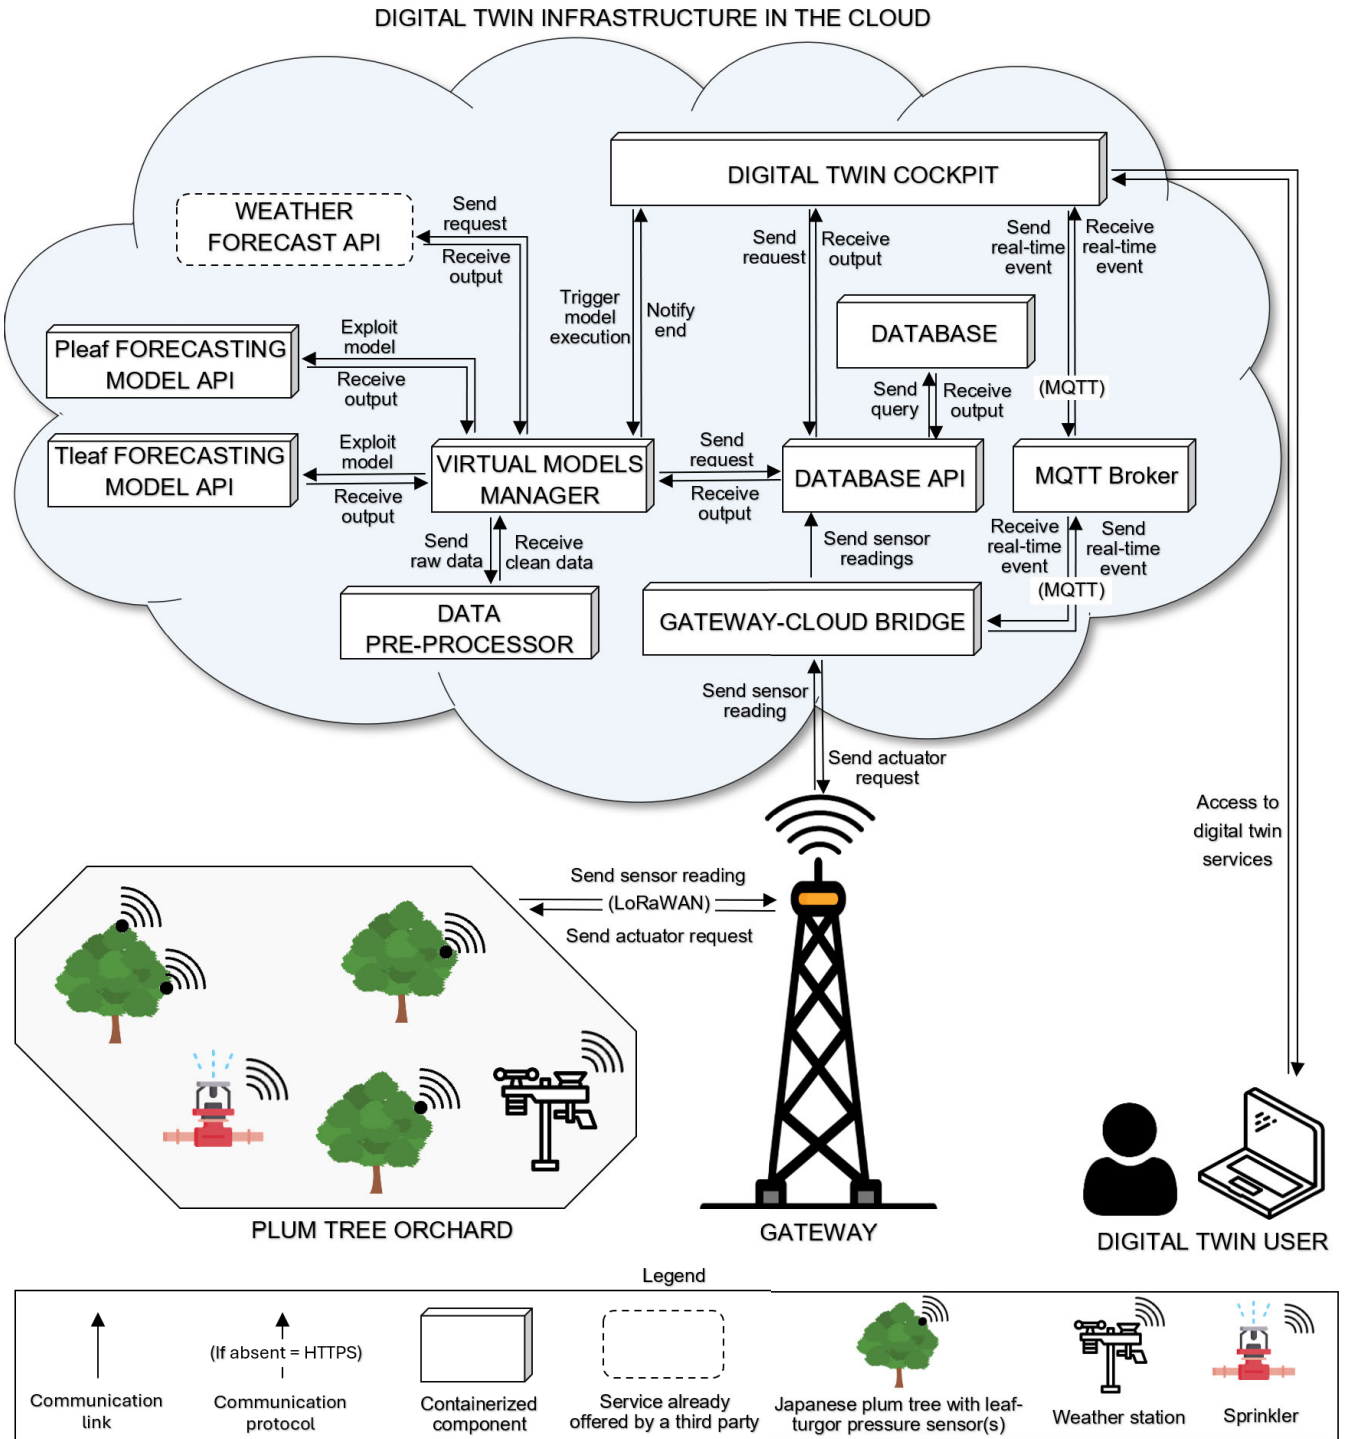 DIGITAL TWIN INFRASTRUCTURE IN THE CLOUD
DIGITAL TWIN COCKPIT
WEATHER
FORECAST API
Send
request
Receive
output
Send
request
Receive
output
Send
real-time
event
Receive
real-time
event
Trigger
model
execution
Notify
end
DATABASE
Pleaf FORECASTING
MODEL API
Exploit
model
Receive
output
Send
query
Receive
output
(MQTT)
Tleaf FORECASTING
MODEL API
Exploit
model
Receive
output
VIRTUAL MODELS
MANAGER
Send
request
Receive
output
DATABASE API
MQTT Broker
Send
raw data
Receive
clean data
Send sensor
readings
Receive
real-time
event
Send
real-time
event
(MQTT)
DATA
PRE-PROCESSOR
GATEWAY-CLOUD BRIDGE
Send sensor
reading
Send actuator
request
Access to
digital twin
services
Send sensor reading
(LoRaWAN)
Send actuator request
PLUM TREE ORCHARD
GATEWAY
DIGITAL TWIN USER
Legend
Communication
link
(If absent = HTTPS)
Communication
protocol
Containerized
component
Service already
offered by a third party
Japanese plum tree with leaf-
turgor pressure sensor(s)
Weather station
Sprinkler